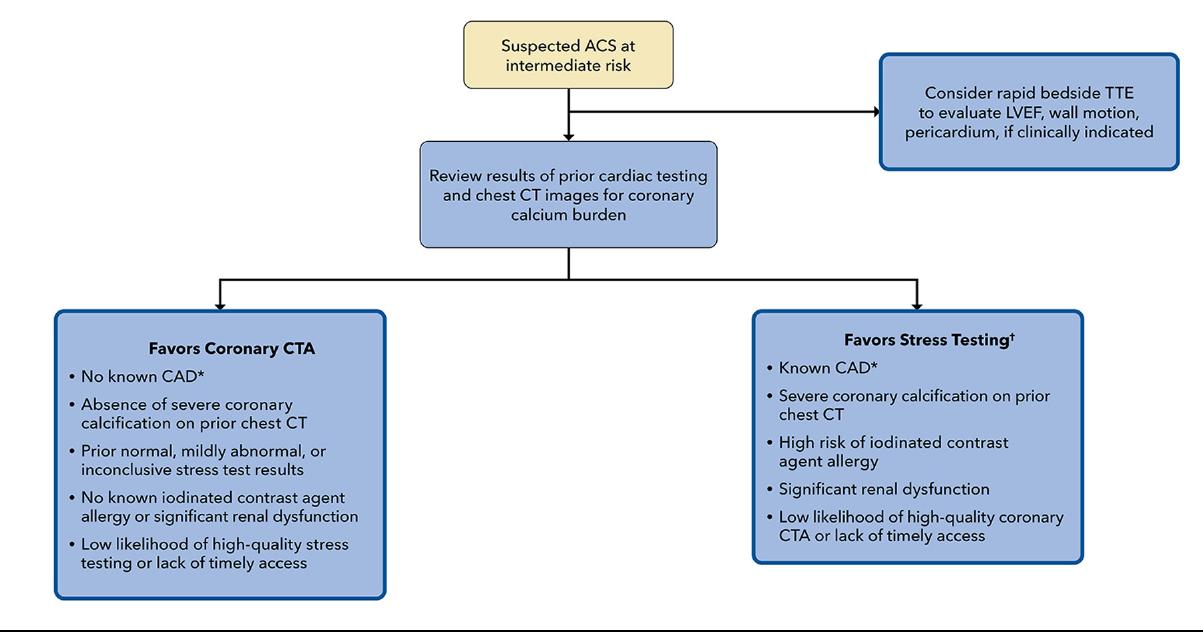 Suspected ACS at
intermediate risk
Consider rapid bedside TTE
to evaluate LVEF, wall motion,
pericardium, if clinically indicated
Review results of prior cardiac testing
and chest CT images for coronary
calcium burden
Favors Coronary CTA
• No known CAD*
• Absence of severe coronary
calcification on prior chest CT
• Prior normal, mildly abnormal, or
inconclusive stress test results
• No known iodinated contrast agent
allergy or significant renal dysfunction
• Low likelihood of high-quality stress
testing or lack of timely access
Favors Stress Testing†
• Known CAD*
• Severe coronary calcification on prior
chest CT
• High risk of iodinated contrast
agent allergy
• Significant renal dysfunction
• Low likelihood of high-quality coronary
CTA or lack of timely access